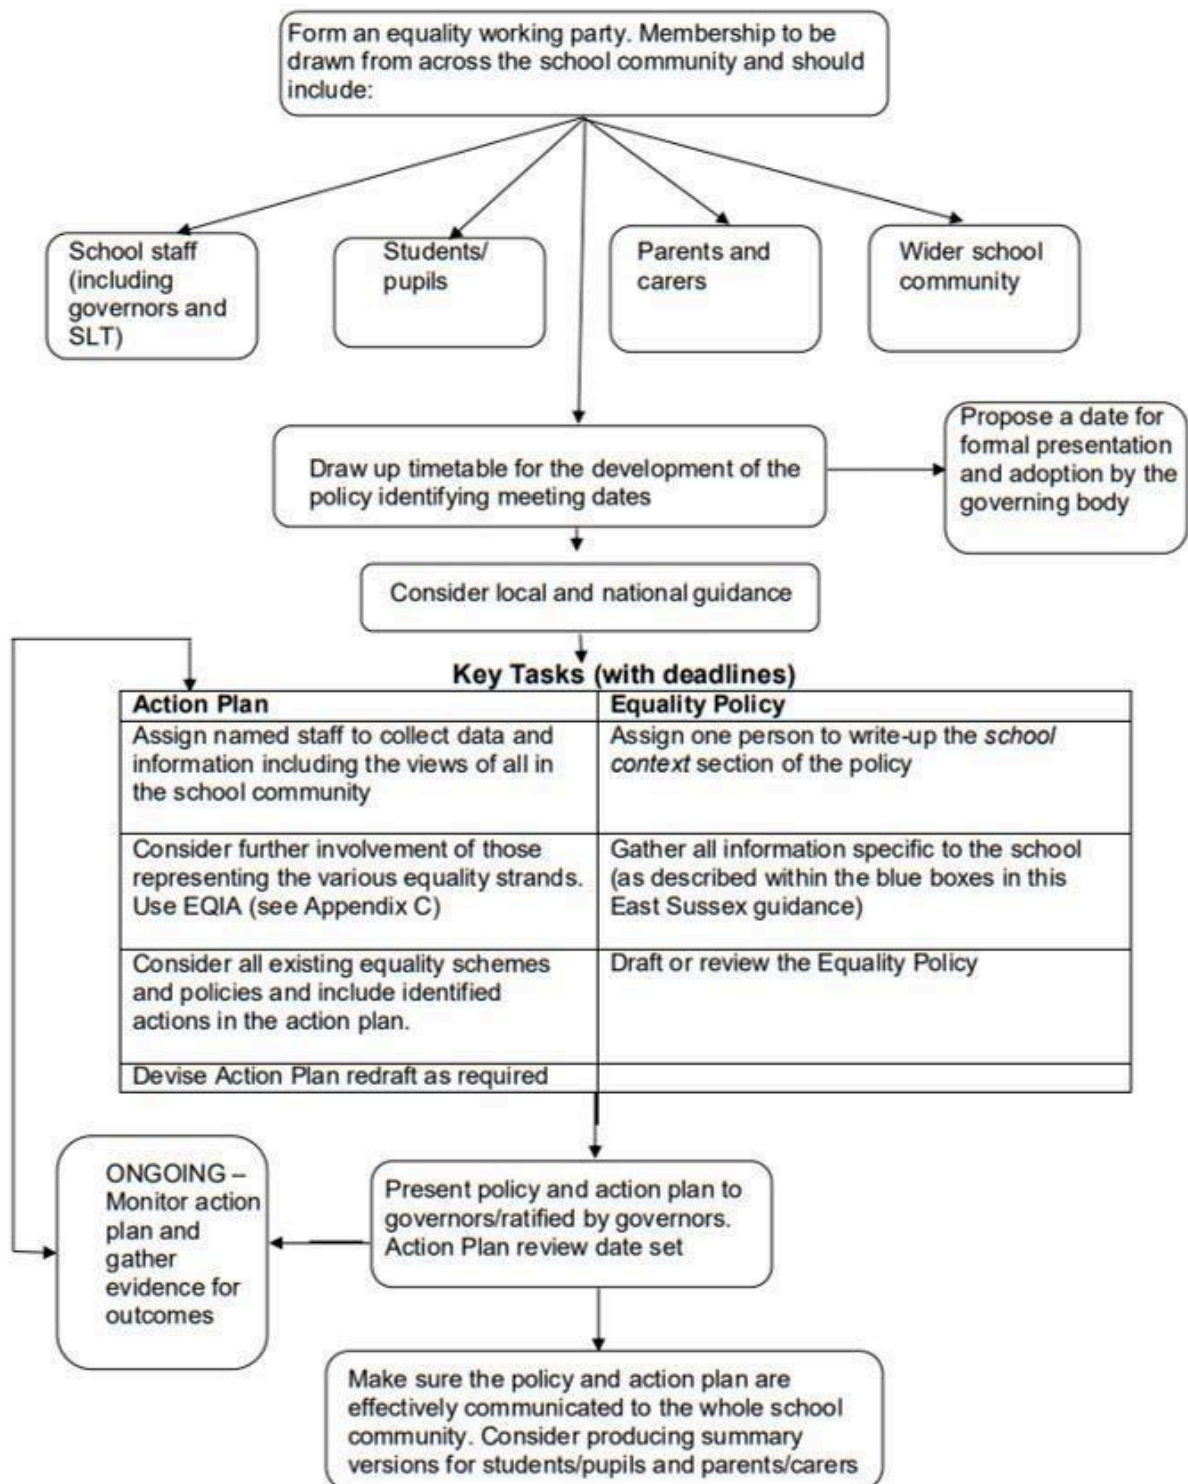 Form an equality working party. Membership to be
drawn from across the school community and should
include:
School staff
(including
governors and
SLT)
Students/
pupils
Parents and
carers
Wider school
community
Propose a date for
formal presentation
and adoption by the
governing body
Draw up timetable for the development of the
policy identifying meeting dates
Consider local and national guidance
Key Tasks (with deadlines)
Action Plan
Equality Policy
Assign named staff to collect data and
information including the views of all in
the school community
Assign one person to write-up the school
context section of the policy
Consider further involvement of those
representing the various equality strands.
Use EQIA (see Appendix C)
Gather all information specific to the school
(as described within the blue boxes in this
East Sussex guidance)
Consider all existing equality schemes
and policies and include identified
actions in the action plan.
Draft or review the Equality Policy
Devise Action Plan redraft as required
ONGOING –
Monitor action
plan and
gather
evidence for
outcomes
Present policy and action plan to
governors/ratified by governors.
Action Plan review date set
Make sure the policy and action plan are
effectively communicated to the whole school
community. Consider producing summary
versions for students/pupils and parents/carers